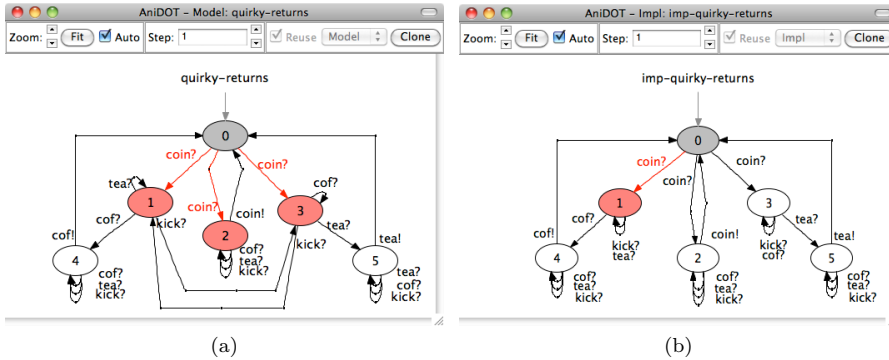 AniDOT - Model: quirky-returns
Zoom: Fit Auto Step: 1 Reuse Model Clone
quirky-returns
0
coin? coin?
tea?
cof?
1
coin?
3
kick?
2
coin!
kick?
cof?
tea?
cof!
cof?
tea?
kick?
tea!
4
5
cof?
tea?
kick?
tea?
cof?
kick?
(a)
AniDOT - Impl: imp-quirky-returns
Zoom: Fit Auto Step: 1 Reuse Impl Clone
imp-quirky-returns
0
coin? coin?
coin?
1
3
cof?
kick?
tea?
kick?
cof?
tea?
cof!
coin!
tea!
4
2
5
cof?
tea?
kick?
cof?
tea?
kick?
cof?
tea?
kick?
(b)